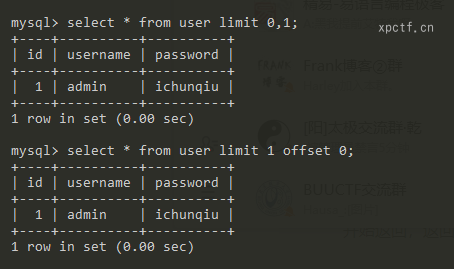 mysql> select * from user limit 0,1;
xpctf.cn
+----+----------+----------+
| id | username | password |
+----+----------+----------+
| 1 | admin | ichunqiu |
+----+----------+----------+
1 row in set (0.00 sec)
mysql> select * from user limit 1 offset 0;
+----+----------+----------+
| id | username | password |
+----+----------+----------+
| 1 | admin | ichunqiu |
+----+----------+----------+
1 row in set (0.00 sec)